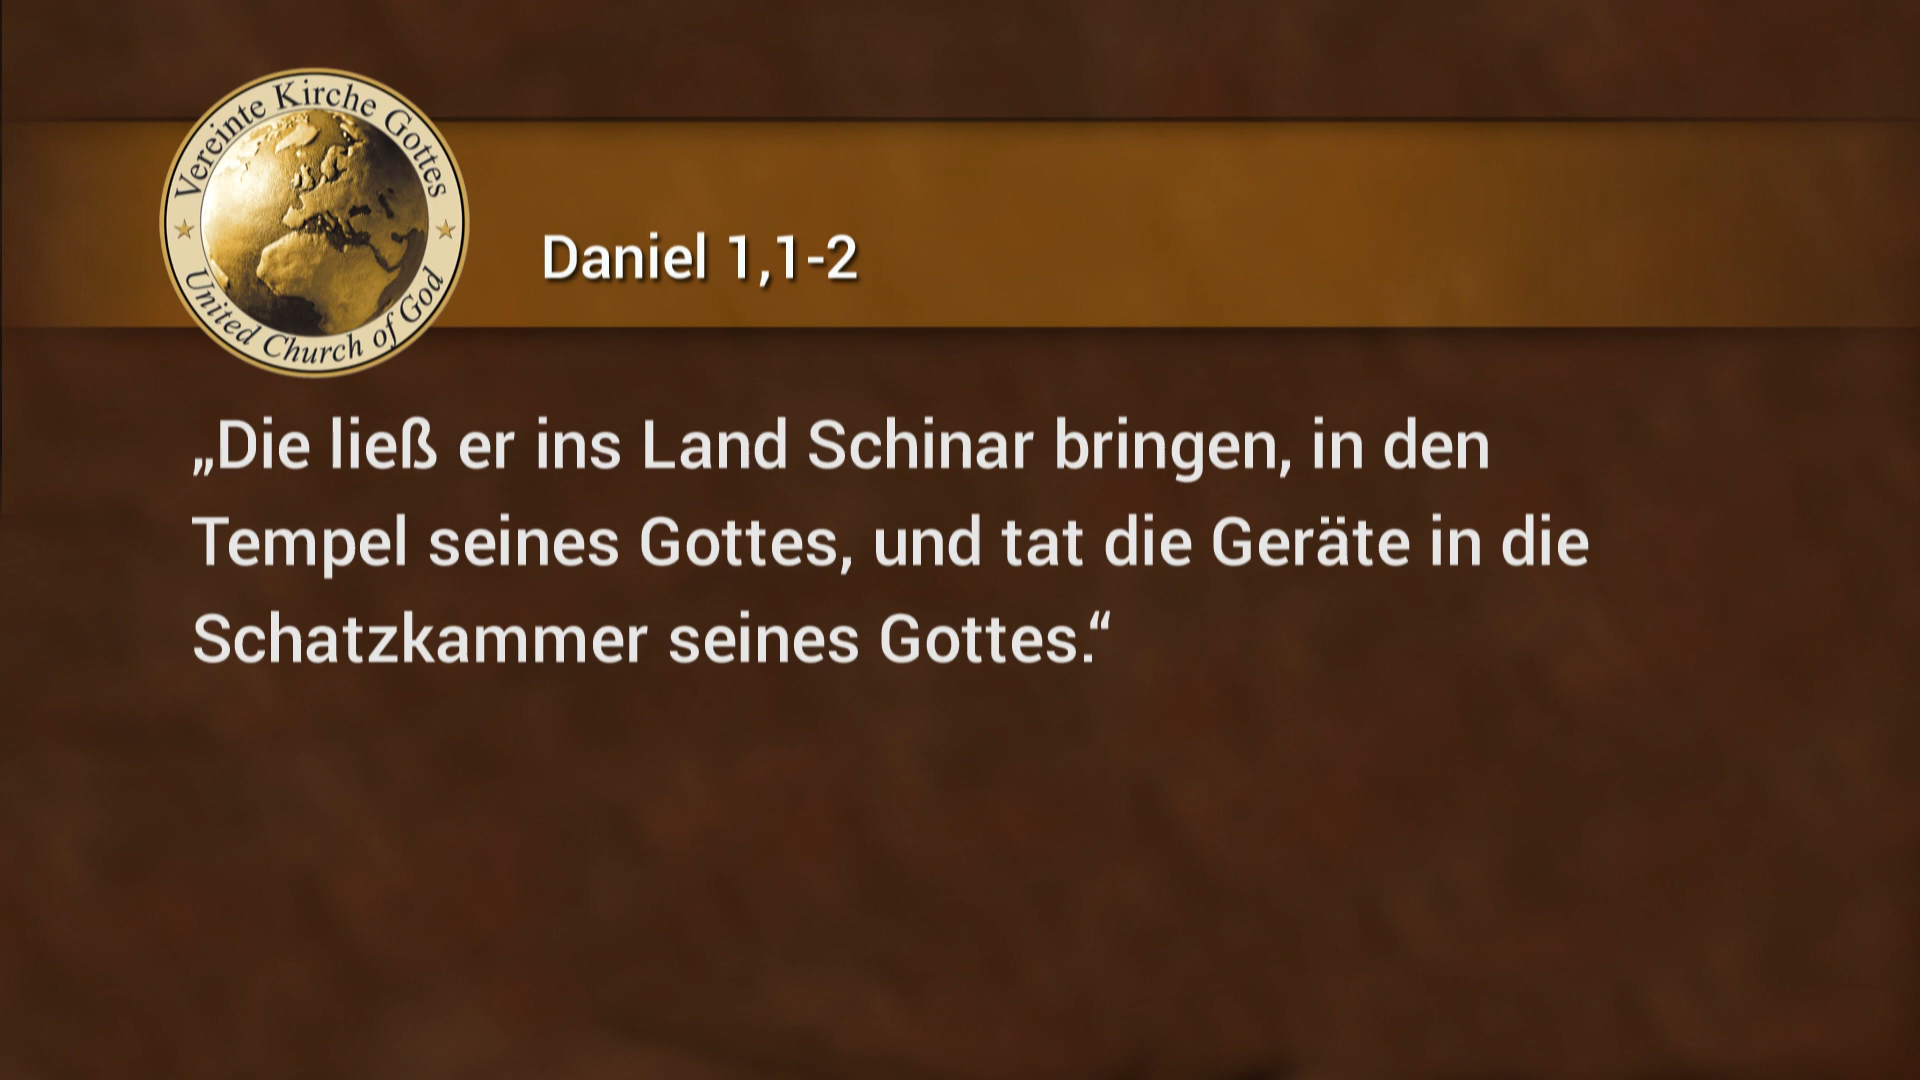 Vereinte Kirche Gottes
United Church of God
Daniel 1,1-2
„Die ließ er ins Land Schinar bringen, in den
Tempel seines Gottes, und tat die Geräte in die
Schatzkammer seines Gottes.“